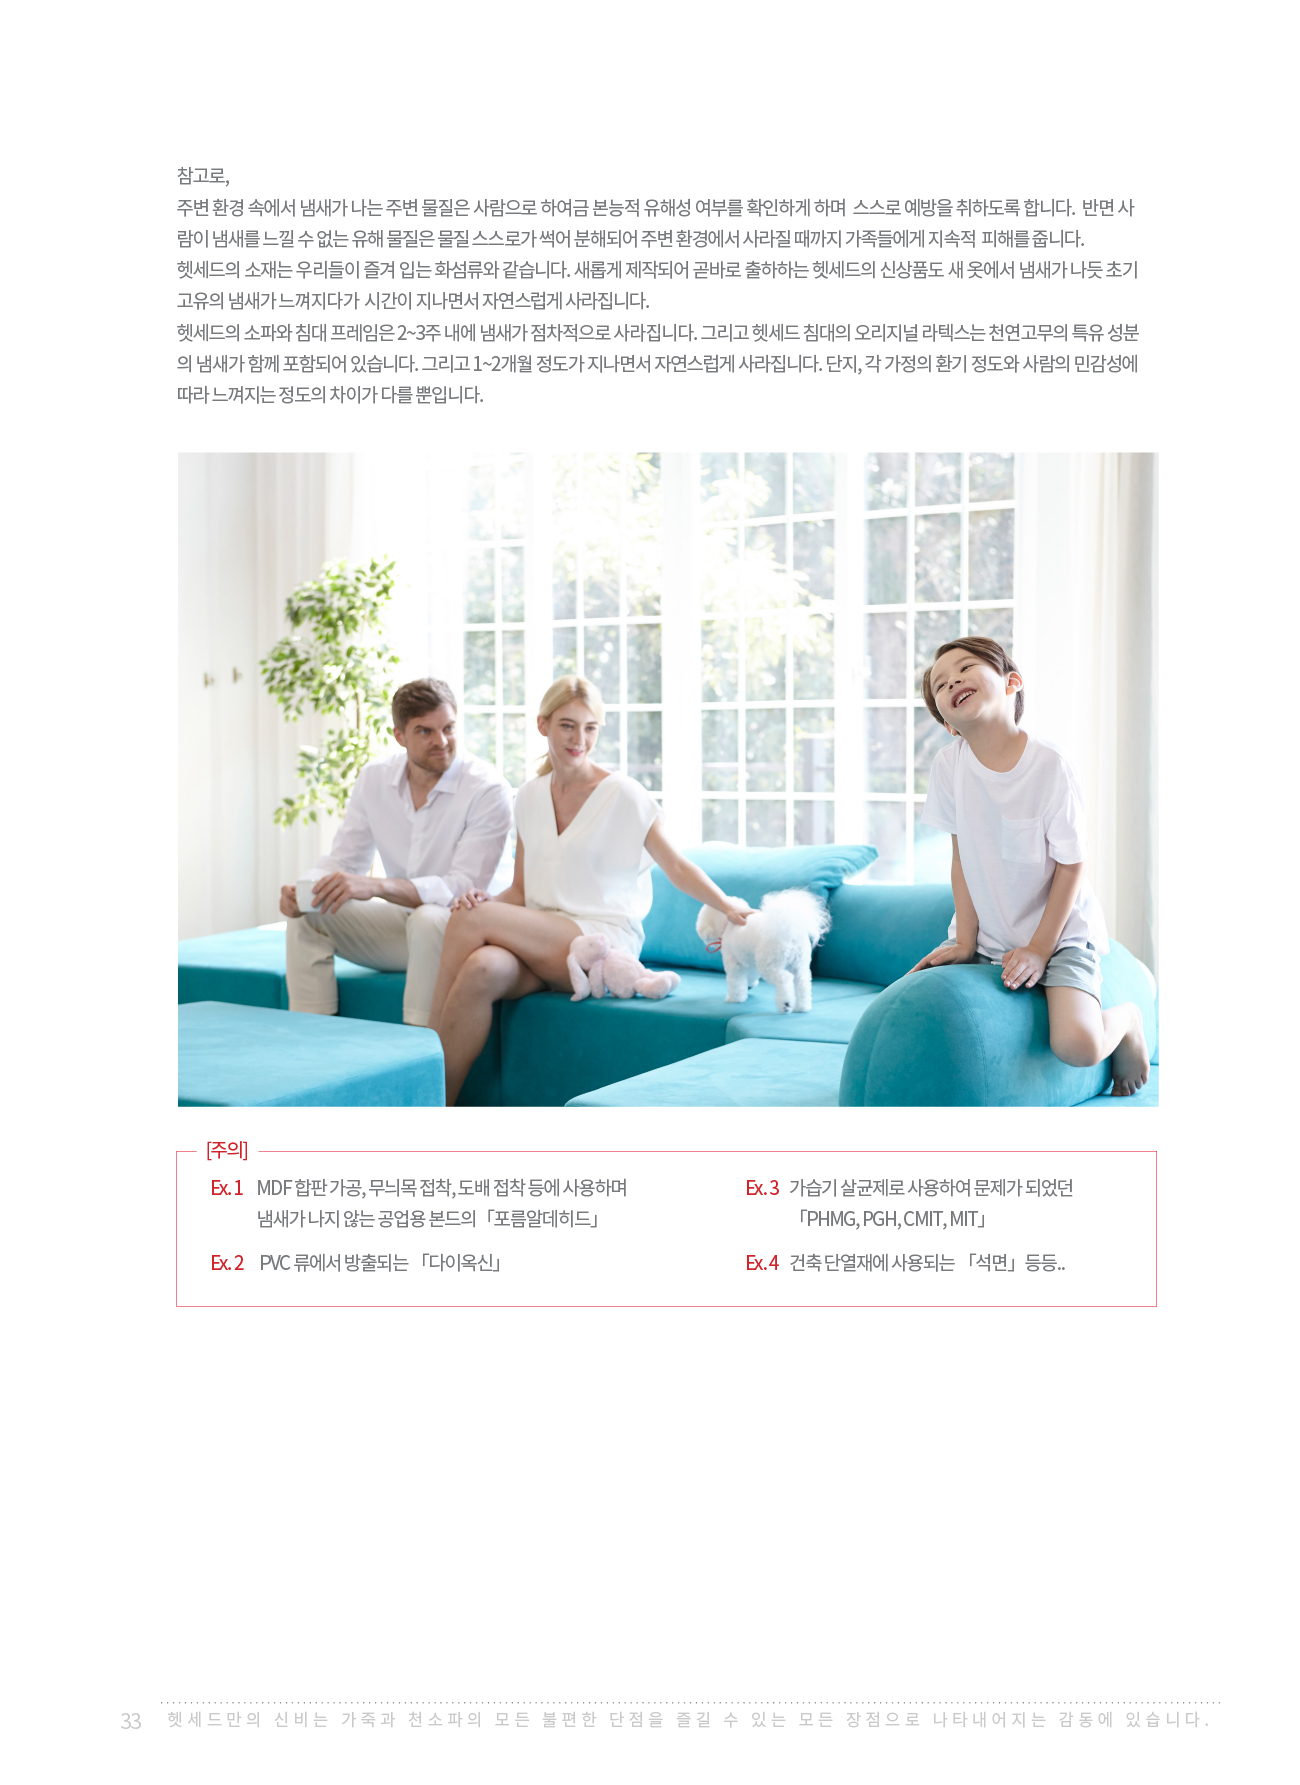 참고로,
주변 환경 속에서 냄새가 나는 주변 물질은 사람으로 하여금 본능적 유해성 여부를 확인하게 하며 스스로 예방을 취하도록 합니다. 반면 사
람이 냄새를 느낄 수 없는 유해 물질은 물질 스스로가 썩어 분해되어 주변 환경에서 사라질 때까지 가족들에게 지속적 피해를 줍니다.
헷세드의 소재는 우리들이 즐겨 입는 화섬류와 같습니다. 새롭게 제작되어 곧바로 출하하는 헷세드의 신상품도 새 옷에서 냄새가 나듯 초기
고유의 냄새가 느껴지다가 시간이 지나면서 자연스럽게 사라집니다.
헷세드의 소파와 침대 프레임은 2~3주 내에 냄새가 점차적으로 사라집니다. 그리고 헷세드 침대의 오리지널 라텍스는 천연고무의 특유 성분
의 냄새가 함께 포함되어 있습니다. 그리고 1~2개월 정도가 지나면서 자연스럽게 사라집니다. 단지, 각 가정의 환기 정도와 사람의 민감성에
따라 느껴지는 정도의 차이가 다를 뿐입니다.
[주의]
Ex. 1 MDF 합판 가공, 무늬목 접착, 도배 접착 등에 사용하며
냄새가 나지 않는 공업용 본드의 「포름알데히드」
Ex. 2 PVC 류에서 방출되는 「다이옥신」
Ex. 3 가습기 살균제로 사용하여 문제가 되었던
「PHMG, PGH, CMIT, MIT」
Ex. 4 건축 단열재에 사용되는 「석면」 등등..
33 헷세드만의 신비는 가죽과 천소파의 모든 불편한 단점을 즐길 수 있는 모든 장점으로 나타내어지는 감동에 있습니다.